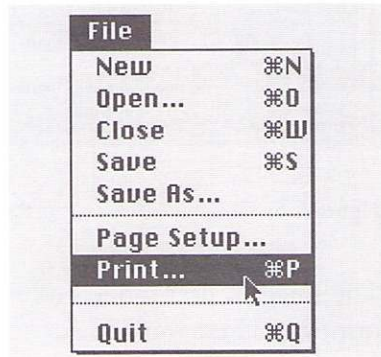 File
New ⌘N
Open... ⌘O
Close ⌘W
Save ⌘S
Save As...
Page Setup...
Print... ⌘P
Quit ⌘Q